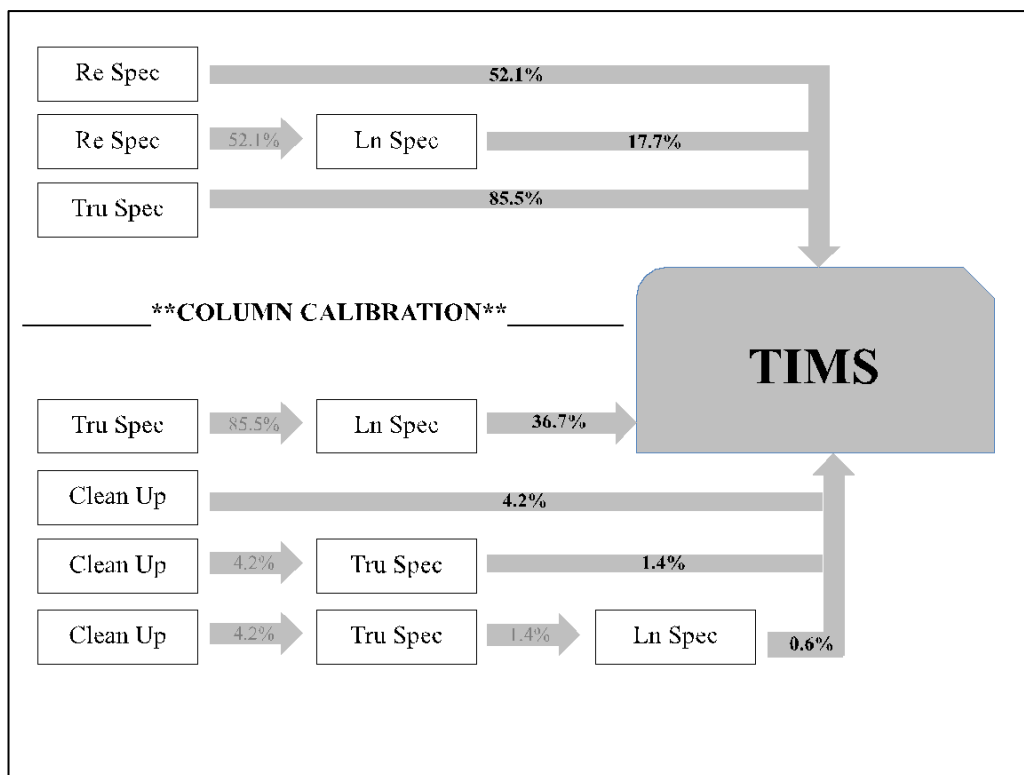 Re Spec
52.1%
Re Spec
52.1%
Ln Spec
17.7%
Tru Spec
85.5%
**COLUMN CALIBRATION**
TIMS
Tru Spec
85.5%
Ln Spec
36.7%
Clean Up
4.2%
Clean Up
4.2%
Tru Spec
1.4%
Clean Up
4.2%
Tru Spec
1.4%
Ln Spec
0.6%